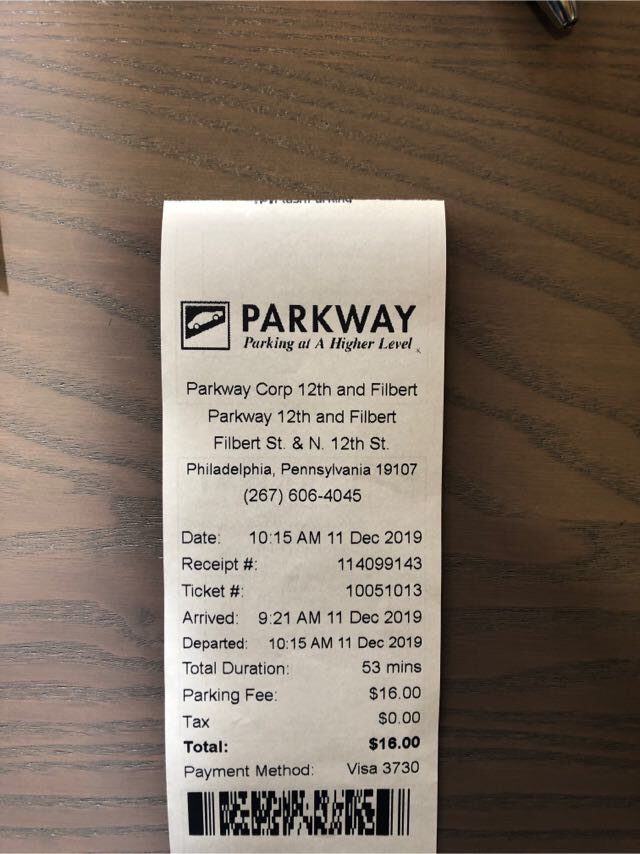 PARKWAY
Parking at A Higher Level
Parkway Corp 12th and Filbert
Parkway 12th and Filbert
Filbert St. & N. 12th St.
Philadelphia, Pennsylvania 19107
(267) 606-4045
Date: 10:15 AM 11 Dec 2019
Receipt #: 114099143
Ticket #: 10051013
Arrived: 9:21 AM 11 Dec 2019
Departed: 10:15 AM 11 Dec 2019
Total Duration: 53 mins
Parking Fee: $16.00
Tax $0.00
Total: $16.00
Payment Method: Visa 3730